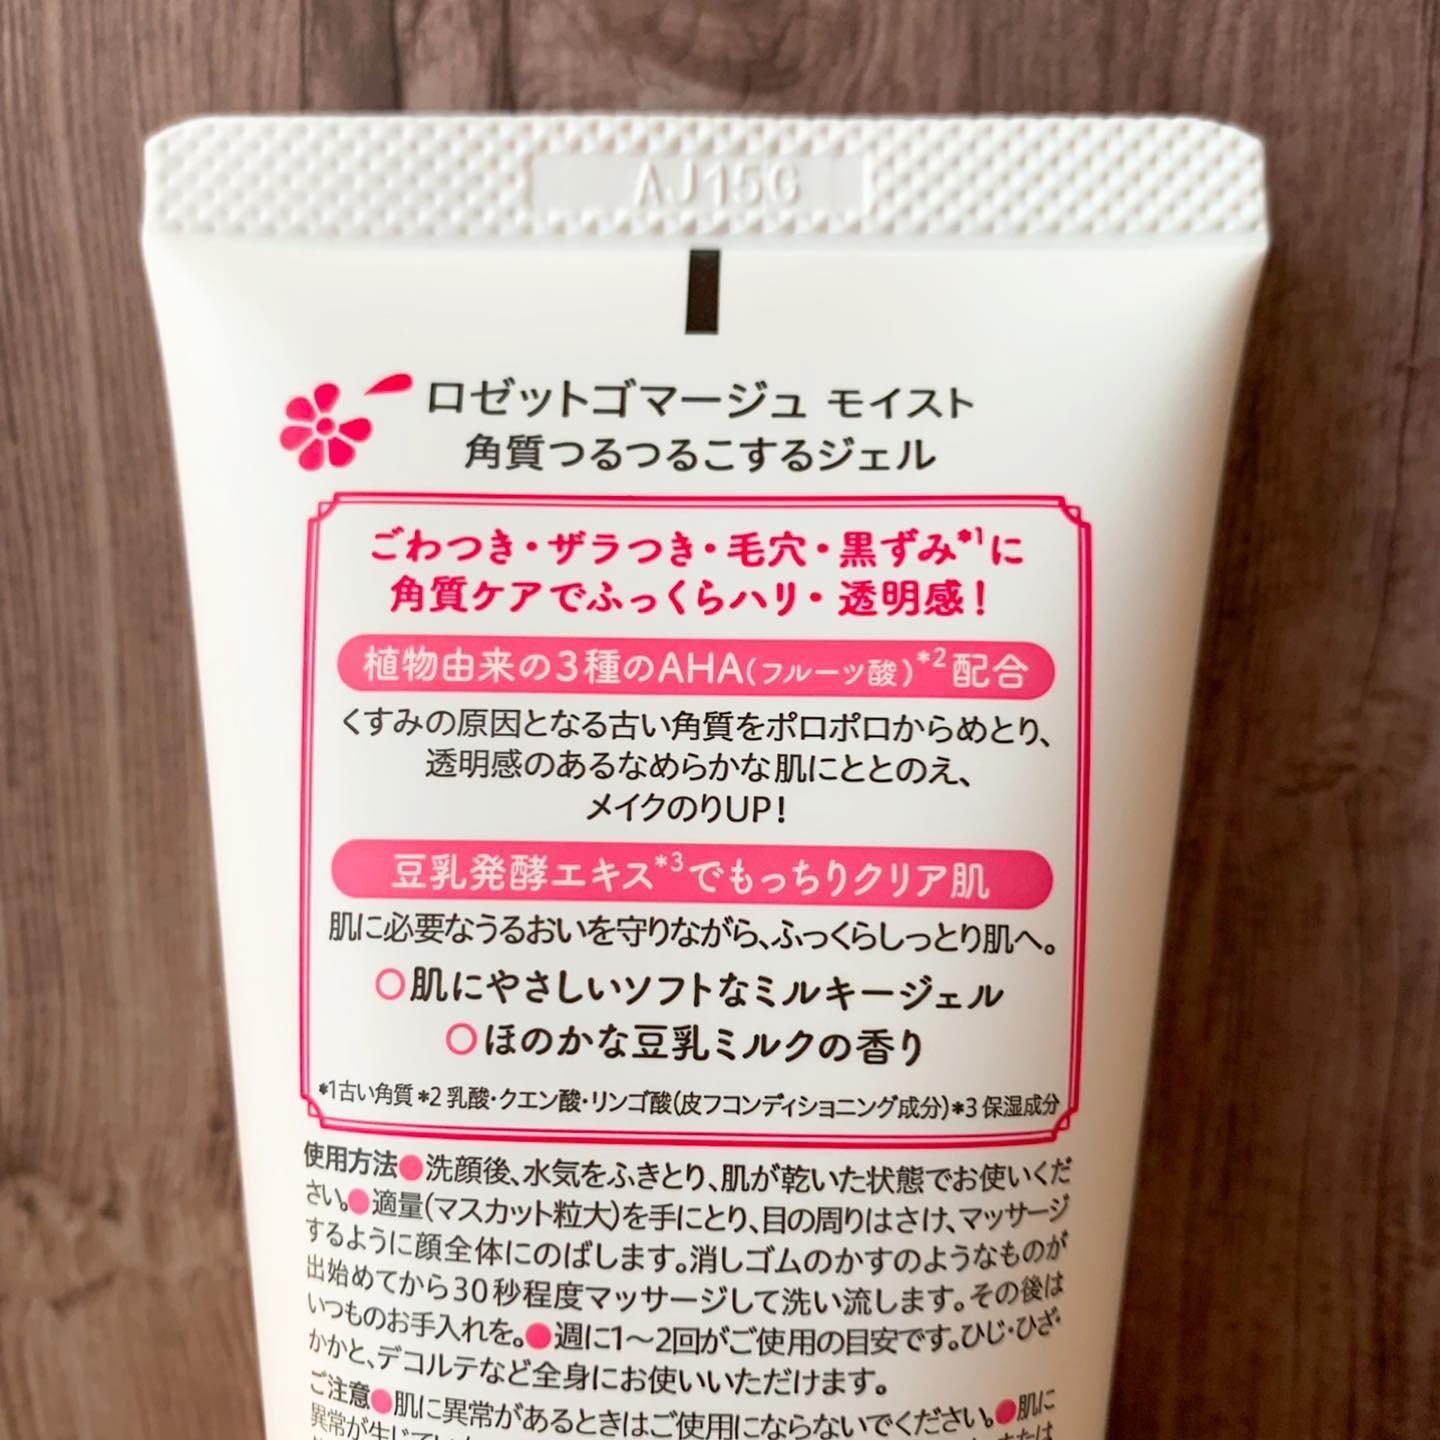 AJ15G
ロゼットゴマージュ モイスト
角質つるつるこするジェル
ごわつき・ザラつき・毛穴・黒ずみ*1に
角質ケアでふっくらハリ・透明感!
植物由来の3種のAHA(フルーツ酸)*2配合
くすみの原因となる古い角質をポロポロからめとり、
透明感のあるなめらかな肌にととのえ、
メイクのりUP!
豆乳発酵エキス*3でもっちりクリア肌
肌に必要なうるおいを守りながら、ふっくらしっとり肌へ。
○肌にやさしいソフトなミルキージェル
○ほのかな豆乳ミルクの香り
*1古い角質 *2 乳酸・クエン酸・リンゴ酸(皮フコンディショニング成分)*3 保湿成分
使用方法●洗顔後、水気をふきとり、肌が乾いた状態でお使いくだ
さい。●適量(マスカット粒大)を手にとり、目の周りはさけ、マッサージ
するように顔全体にのばします。消しゴムのかすのようなものが
出始めてから30秒程度マッサージして洗い流します。その後は
いつものお手入れを。●週に1~2回がご使用の目安です。ひじ・ひざ・
かかと、デコルテなど全身にお使いいただけます。
ご注意●肌に異常があるときはご使用にならないでください。●肌に
異常が生じてい